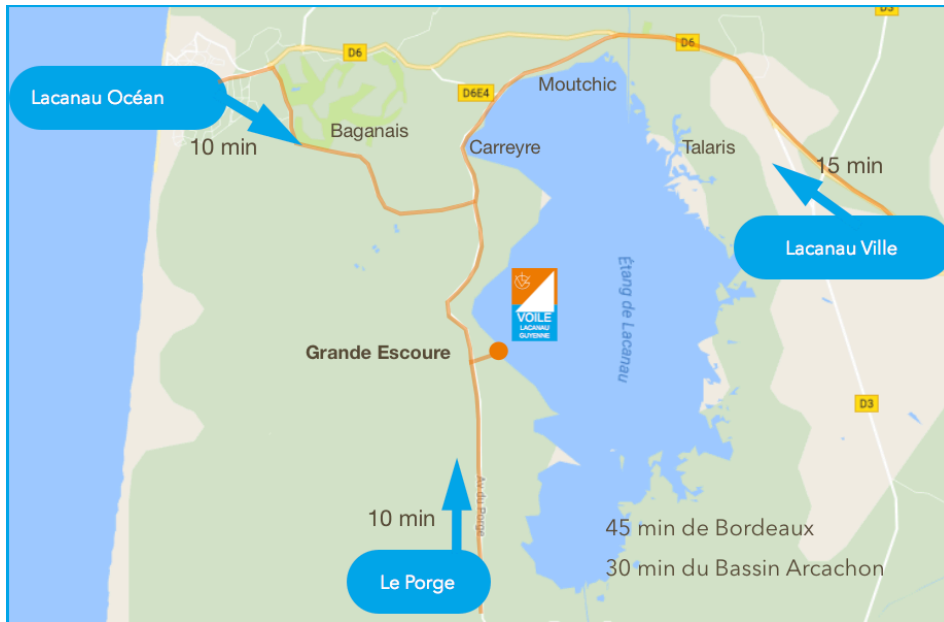 D3
D6
D6
Lacanau Océan
Moutchic
D6E4
Baganais
10 min
Carreyre
Talaris
15 min
Lacanau Ville
Étang de Lacanau
VOILE
LACANAU
GUYENNE
Grande Escoure
D3
Av du Porge
10 min
45 min de Bordeaux
Le Porge
30 min du Bassin Arcachon